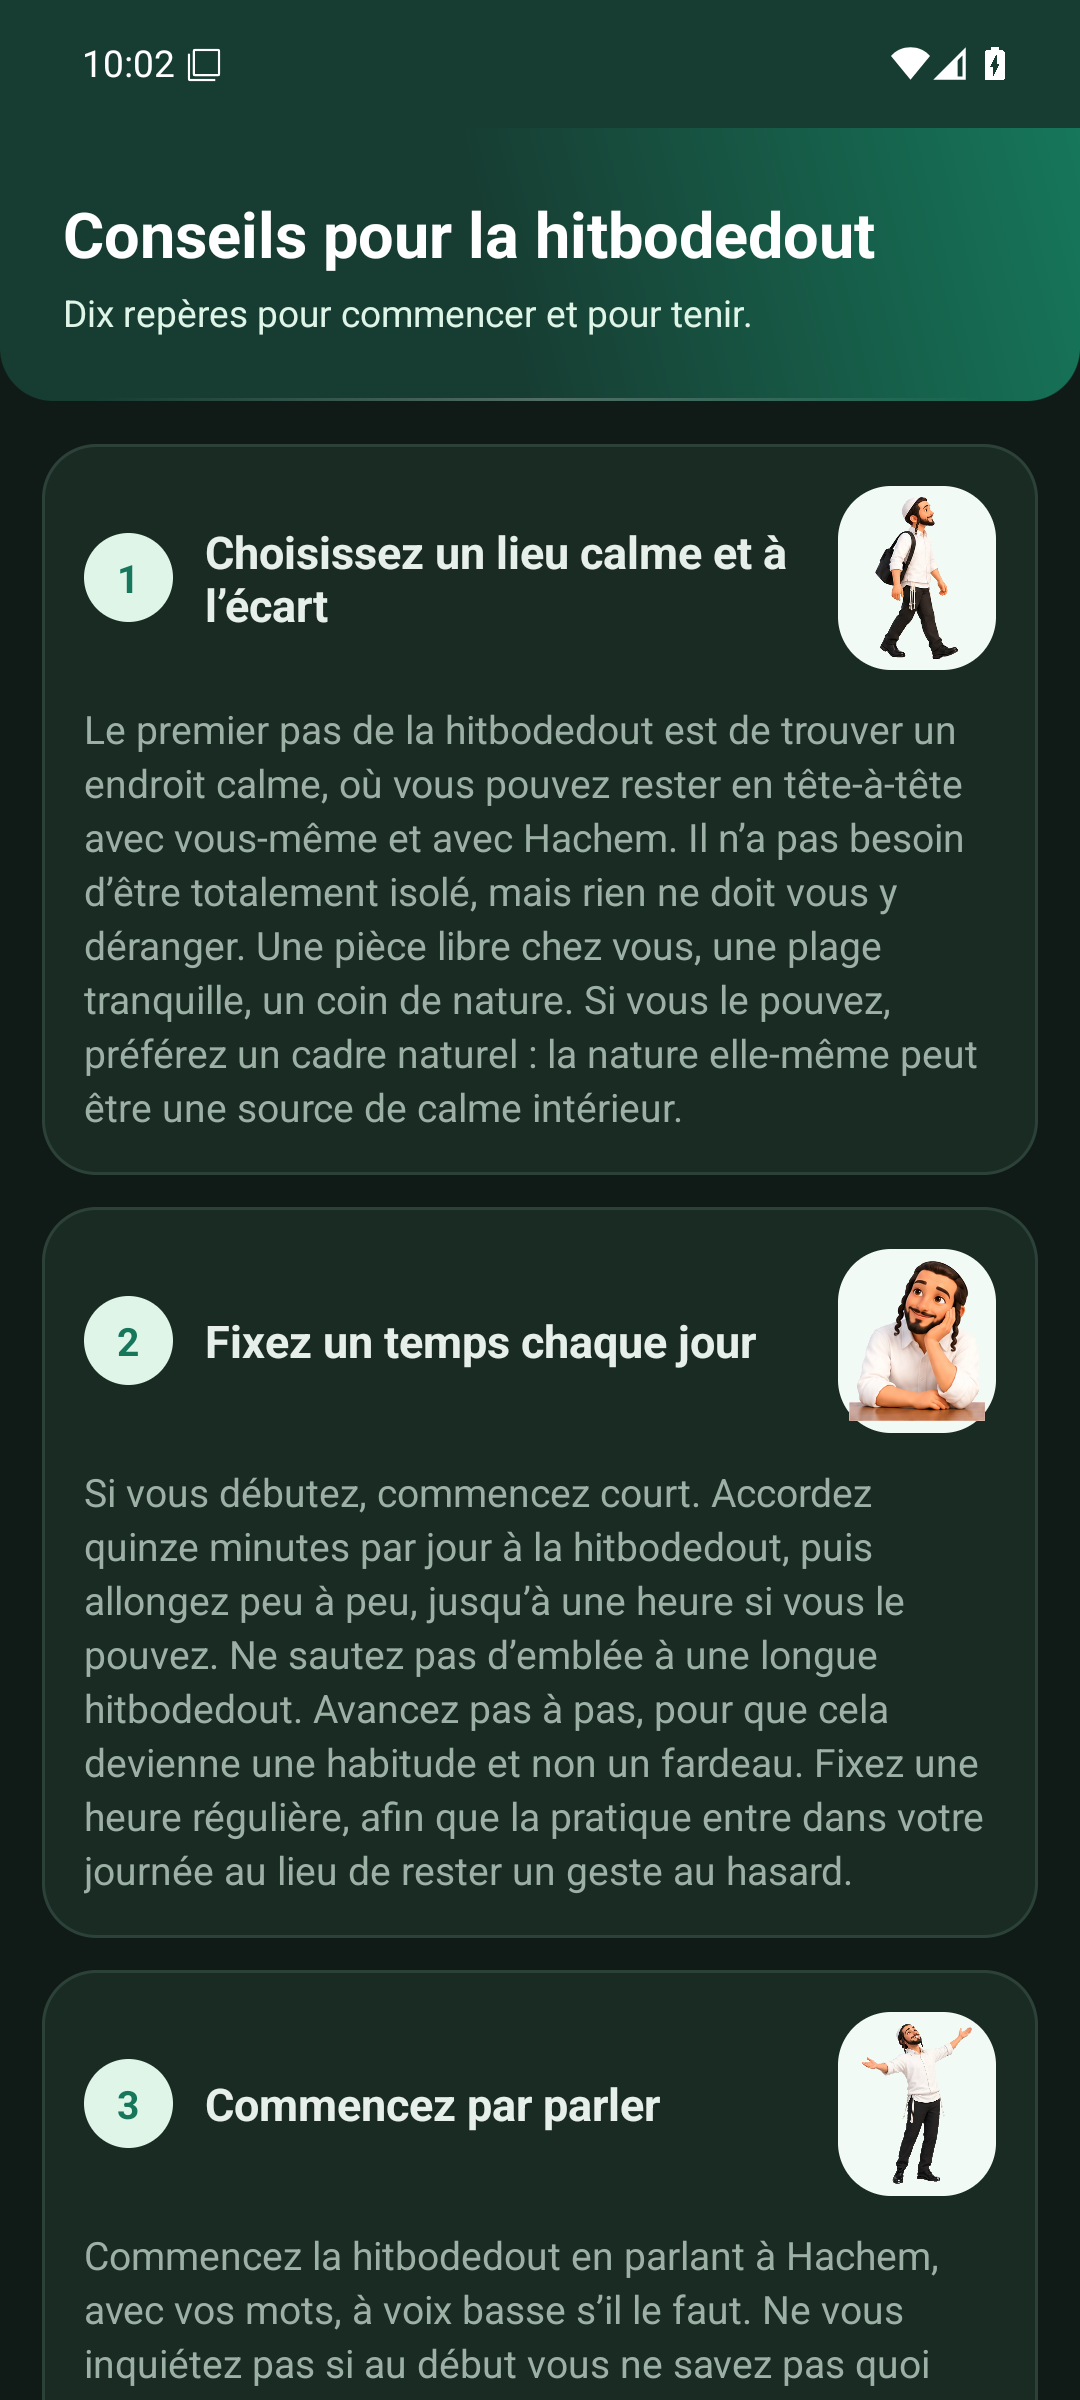 10:02
Conseils pour la hitbodedout
Dix repères pour commencer et pour tenir.
1
Choisissez un lieu calme et à
l’écart
Le premier pas de la hitbodedout est de trouver un
endroit calme, où vous pouvez rester en tête-à-tête
avec vous-même et avec Hachem. Il n’a pas besoin
d’être totalement isolé, mais rien ne doit vous y
déranger. Une pièce libre chez vous, une plage
tranquille, un coin de nature. Si vous le pouvez,
préférez un cadre naturel : la nature elle-même peut
être une source de calme intérieur.
2
Fixez un temps chaque jour
Si vous débutez, commencez court. Accordez
quinze minutes par jour à la hitbodedout, puis
allongez peu à peu, jusqu’à une heure si vous le
pouvez. Ne sautez pas d’emblée à une longue
hitbodedout. Avancez pas à pas, pour que cela
devienne une habitude et non un fardeau. Fixez une
heure régulière, afin que la pratique entre dans votre
journée au lieu de rester un geste au hasard.
3
Commencez par parler
Commencez la hitbodedout en parlant à Hachem,
avec vos mots, à voix basse s’il le faut. Ne vous
inquiétez pas si au début vous ne savez pas quoi